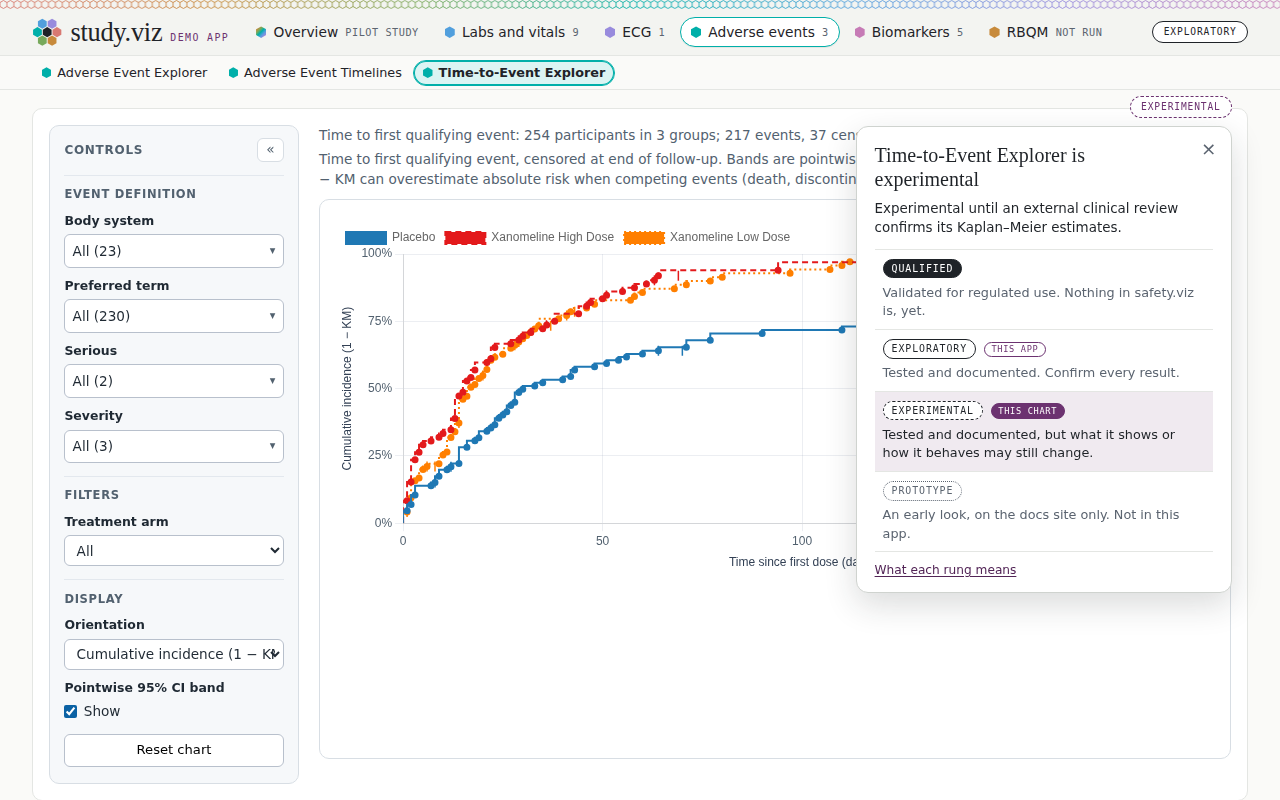 study.viz DEMO APP
Overview PILOT STUDY
Labs and vitals 9
ECG 1
Adverse events 3
Biomarkers 5
RBQM NOT RUN
EXPLORATORY
Adverse Event Explorer
Adverse Event Timelines
Time-to-Event Explorer
EXPERIMENTAL
CONTROLS
«
EVENT DEFINITION
Body system
All (23)
Preferred term
All (230)
Serious
All (2)
Severity
All (3)
FILTERS
Treatment arm
All
DISPLAY
Orientation
Cumulative incidence (1 − KM
Pointwise 95% CI band
Show
Reset chart
Time to first qualifying event: 254 participants in 3 groups; 217 events, 37 cen
Time to first qualifying event, censored at end of follow-up. Bands are pointwis
− KM can overestimate absolute risk when competing events (death, discontin
Placebo
Xanomeline High Dose
Xanomeline Low Dose
100%
75%
50%
25%
0%
Cumulative incidence (1 − KM)
0
50
100
Time since first dose (da
Time-to-Event Explorer is
experimental
✕
Experimental until an external clinical review
confirms its Kaplan–Meier estimates.
QUALIFIED
Validated for regulated use. Nothing in safety.viz
is, yet.
EXPLORATORY THIS APP
Tested and documented. Confirm every result.
EXPERIMENTAL THIS CHART
Tested and documented, but what it shows or
how it behaves may still change.
PROTOTYPE
An early look, on the docs site only. Not in this
app.
What each rung means